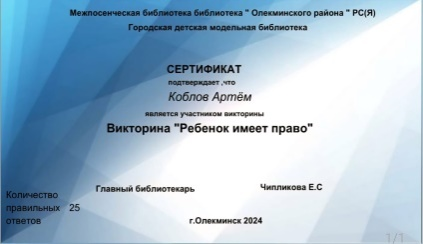 Межпосенческая библиотека библиотека " Олекминского района " РС(Я)
Городская детская модельная библиотека
СЕРТИФИКАТ
подтверждает ,что
Коблов Артём
является участником викторины
Викторина "Ребенок имеет право"
Главный библиотекарь Чипликова Е.С
Количество
правильных 25
ответов
г.Олекминск 2024
1/1